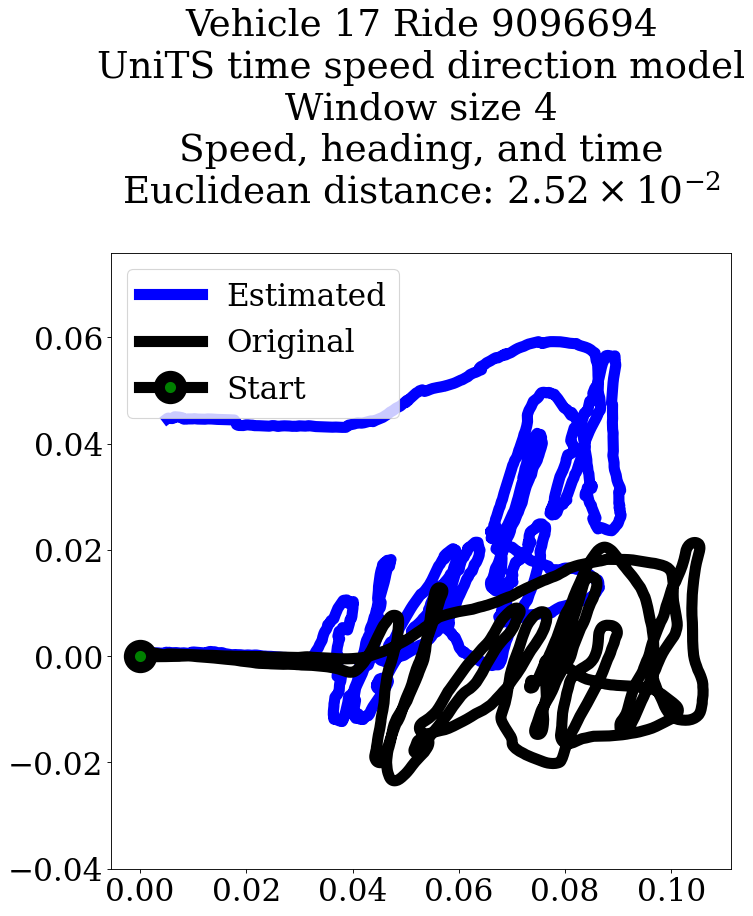 Vehicle 17 Ride 9096694
UniTS time speed direction model
Window size 4
Speed, heading, and time
Euclidean distance: 2.52 × 10⁻²
Estimated
Original
Start
0.06
0.04
0.02
0.00
−0.02
−0.04
0.00 0.02 0.04 0.06 0.08 0.10